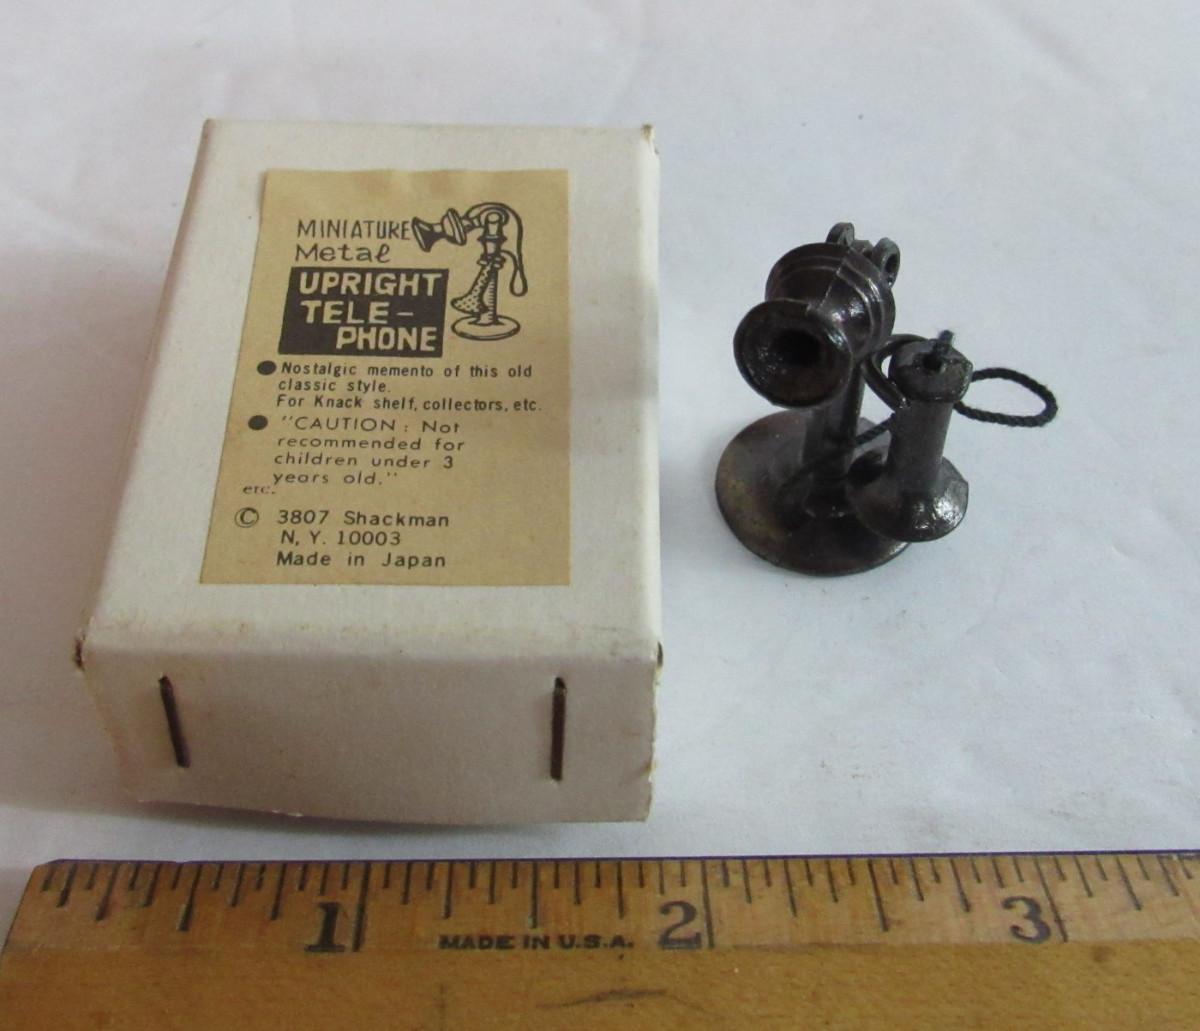 MINIATURE
Metal
UPRIGHT
TELE-
PHONE
● Nostalgic memento of this old
classic style.
For Knack shelf, collectors, etc.
● "CAUTION : Not
recommended for
children under 3
years old."
etc.
© 3807 Shackman
N, Y. 10003
Made in Japan
1 MADE IN U.S.A. 2 3